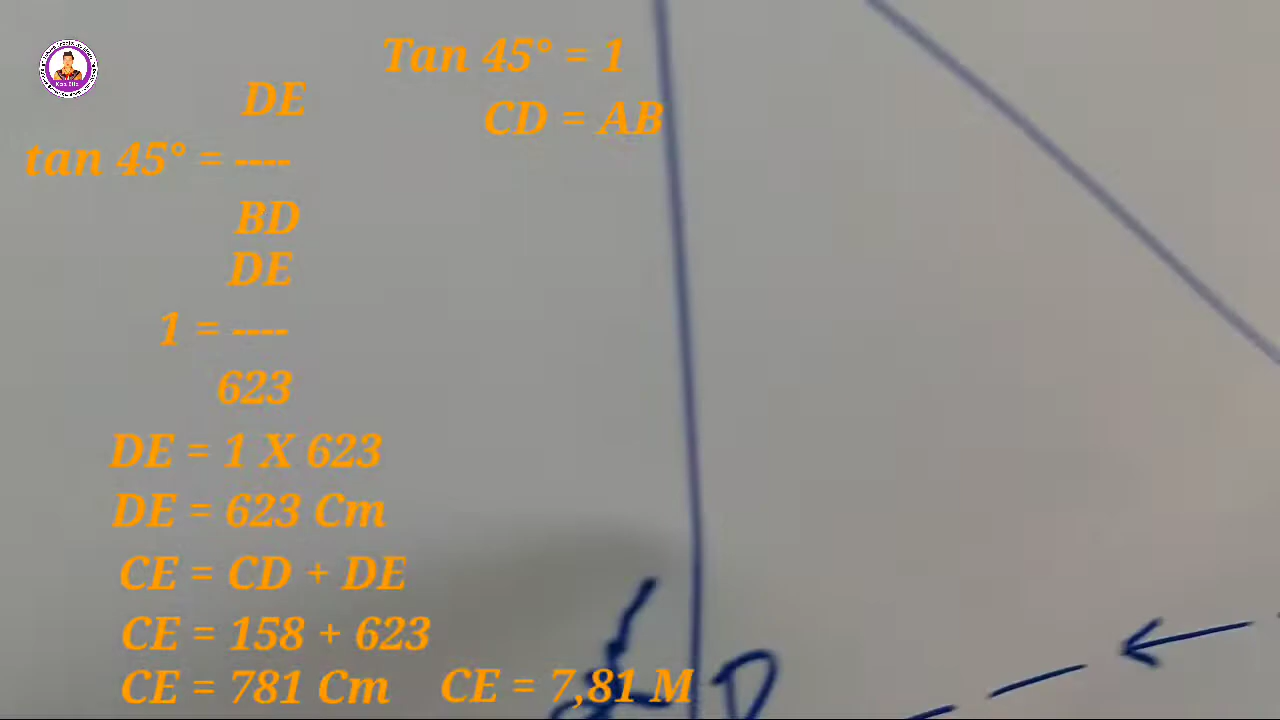 Tan 45° = 1
CD = AB
DE
tan 45° = ----
BD
DE
1 = ----
623
DE = 1 X 623
DE = 623 Cm
CE = CD + DE
CE = 158 + 623
CE = 781 Cm CE = 7,81 M
D